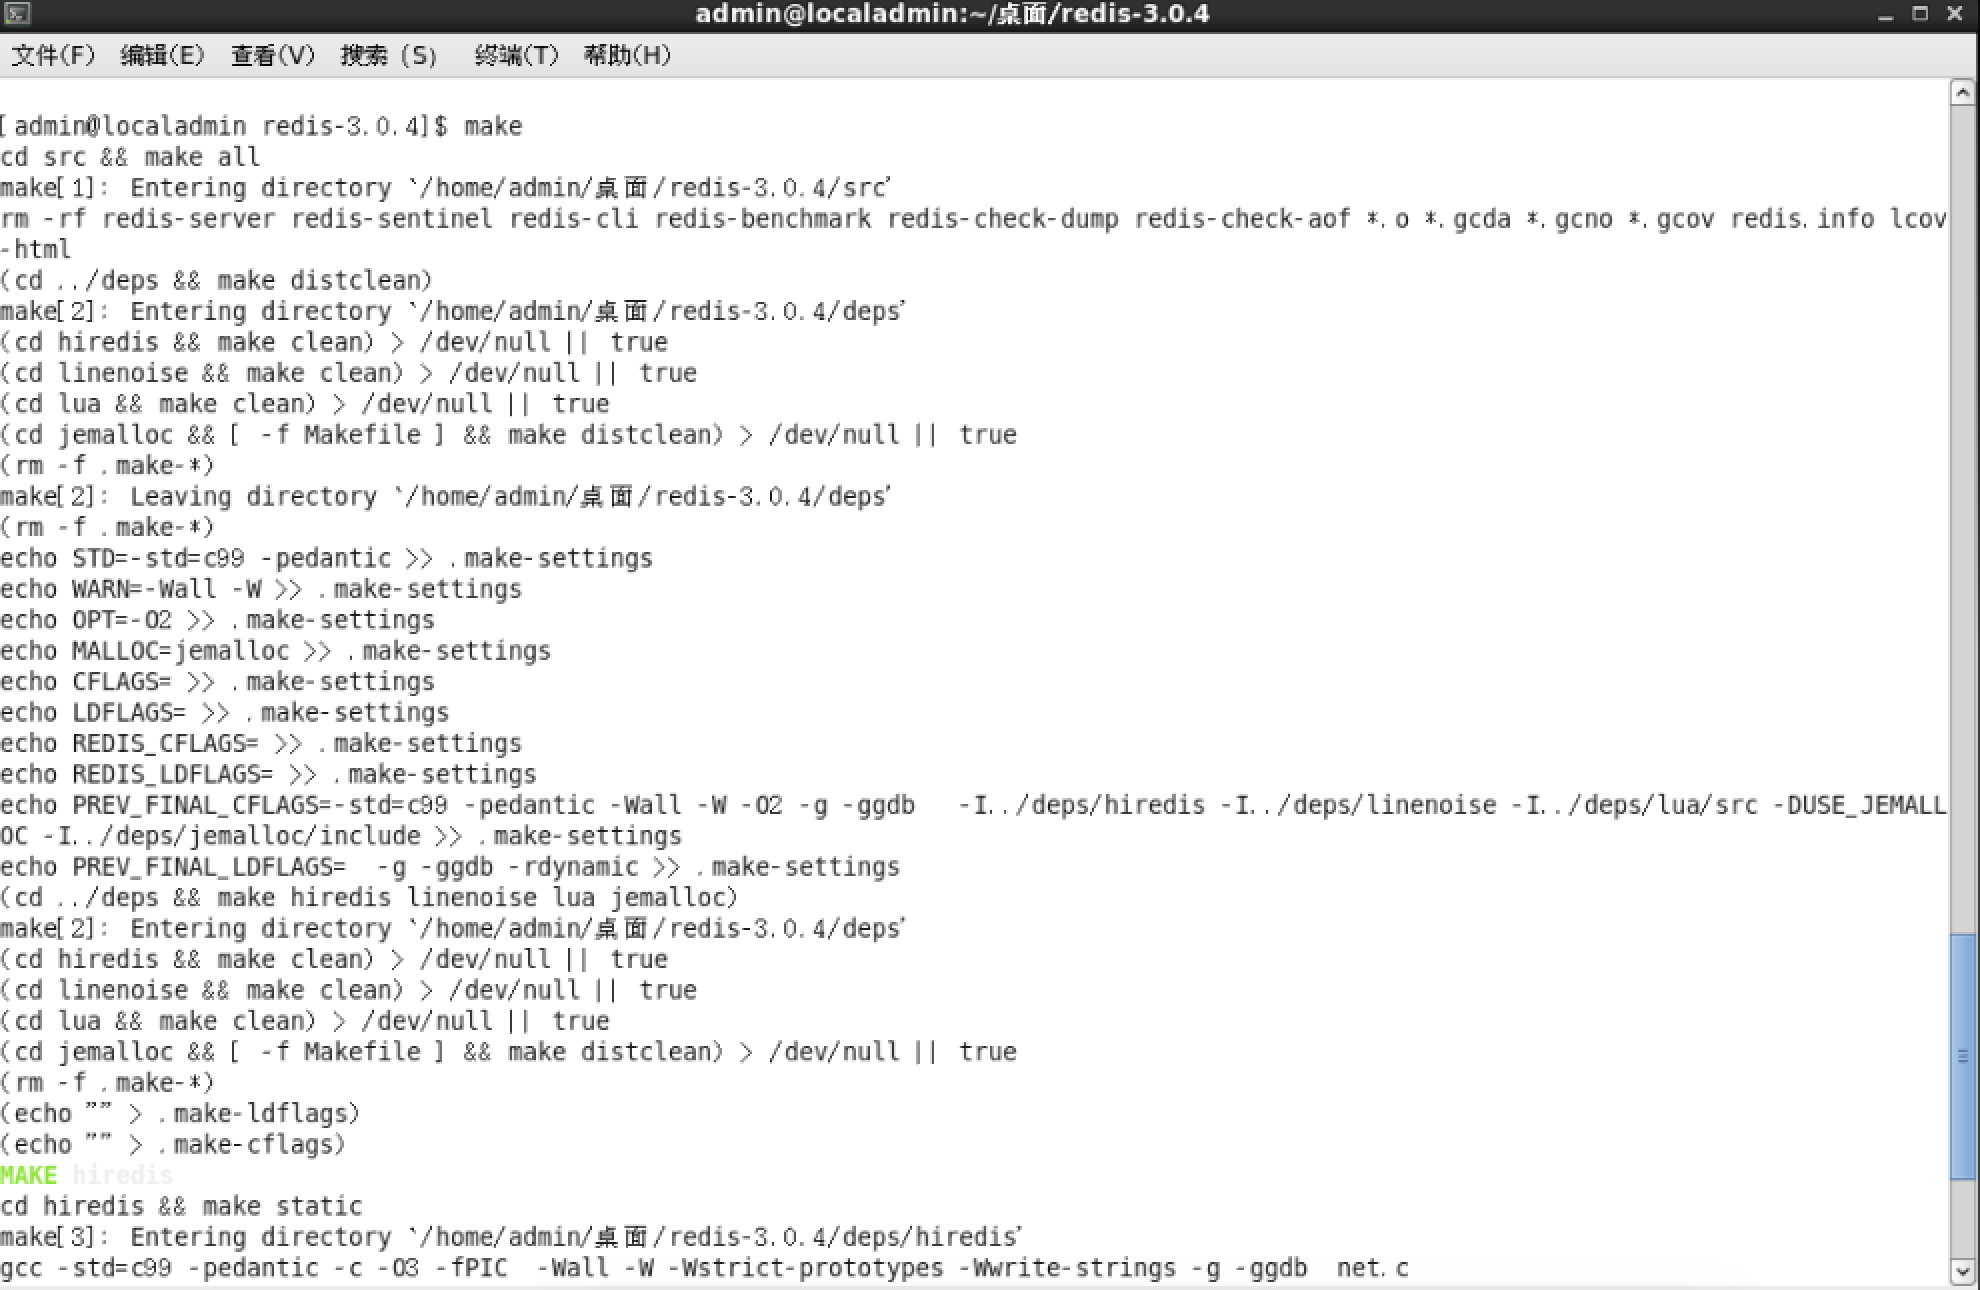 admin@localadmin:~/桌面/redis-3.0.4
文件(F) 编辑(E) 查看(V) 搜索 (S) 终端(T) 帮助(H)
[admin@localadmin redis-3.0.4]$ make
cd src && make all
make[1]: Entering directory `/home/admin/桌面/redis-3.0.4/src'
rm -rf redis-server redis-sentinel redis-cli redis-benchmark redis-check-dump redis-check-aof *.o *.gcda *.gcno *.gcov redis.info lcov
-html
(cd ../deps && make distclean)
make[2]: Entering directory `/home/admin/桌面/redis-3.0.4/deps'
(cd hiredis && make clean) > /dev/null || true
(cd linenoise && make clean) > /dev/null || true
(cd lua && make clean) > /dev/null || true
(cd jemalloc && [ -f Makefile ] && make distclean) > /dev/null || true
(rm -f .make-*)
make[2]: Leaving directory `/home/admin/桌面/redis-3.0.4/deps'
(rm -f .make-*)
echo STD=-std=c99 -pedantic >> .make-settings
echo WARN=-Wall -W >> .make-settings
echo OPT=-O2 >> .make-settings
echo MALLOC=jemalloc >> .make-settings
echo CFLAGS= >> .make-settings
echo LDFLAGS= >> .make-settings
echo REDIS_CFLAGS= >> .make-settings
echo REDIS_LDFLAGS= >> .make-settings
echo PREV_FINAL_CFLAGS=-std=c99 -pedantic -Wall -W -O2 -g -ggdb   -I../deps/hiredis -I../deps/linenoise -I../deps/lua/src -DUSE_JEMALL
OC -I../deps/jemalloc/include >> .make-settings
echo PREV_FINAL_LDFLAGS=  -g -ggdb -rdynamic >> .make-settings
(cd ../deps && make hiredis linenoise lua jemalloc)
make[2]: Entering directory `/home/admin/桌面/redis-3.0.4/deps'
(cd hiredis && make clean) > /dev/null || true
(cd linenoise && make clean) > /dev/null || true
(cd lua && make clean) > /dev/null || true
(cd jemalloc && [ -f Makefile ] && make distclean) > /dev/null || true
(rm -f .make-*)
(echo "" > .make-ldflags)
(echo "" > .make-cflags)
MAKE hiredis
cd hiredis && make static
make[3]: Entering directory `/home/admin/桌面/redis-3.0.4/deps/hiredis'
gcc -std=c99 -pedantic -c -O3 -fPIC  -Wall -W -Wstrict-prototypes -Wwrite-strings -g -ggdb  net.c